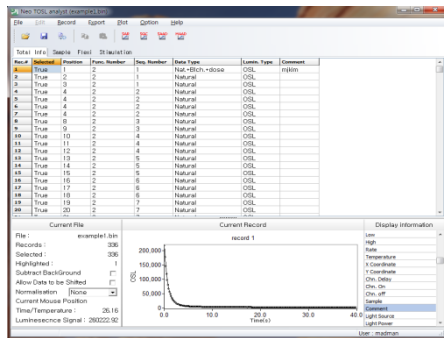 Neo TOSL analyst (example1.bin)
File Edit Record Export Plot Option Help
Total Info Sample Flexi Stimulation
Rec.# Selected Position Func. Number Seq. Number Data Type Lumin. Type Comment
1 True 1 2 1 Nat.+Blch.+dose OSL mjkim
2 True 2 2 1 Natural OSL
3 True 3 2 1 Natural OSL
4 True 4 2 2 Natural OSL
5 True 4 2 2 Natural OSL
6 True 4 2 2 Natural OSL
7 True 4 2 2 Natural OSL
8 True 8 2 3 Natural OSL
9 True 9 2 3 Natural OSL
10 True 10 2 4 Natural OSL
11 True 11 2 4 Natural OSL
12 True 12 2 4 Natural OSL
13 True 13 2 5 Natural OSL
14 True 14 2 5 Natural OSL
15 True 15 2 5 Natural OSL
16 True 16 2 6 Natural OSL
17 True 17 2 6 Natural OSL
18 True 18 2 6 Natural OSL
19 True 19 2 7 Natural OSL
20 True 20 2 7 Natural OSL
Current File
File : example1.bin
Records : 336
Selected : 336
Highlighted : 1
Subtract BackGround
Allow Data to be Shifted
Normalisation None
Current Mouse Position
Time/Temperature : 26.16
Luminesecnce Signal : 260222.92
Current Record
record 1
OSL
200,000
150,000
100,000
50,000
0
0.0 10.0 20.0 30.0 40.0
Time(s)
Display Information
Low
High
Rate
Temperature
X Coordinate
Y Coordinate
Chn. Delay
Chn. On
Chn. off
Sample
Comment
Light Source
Light Power
User : madman